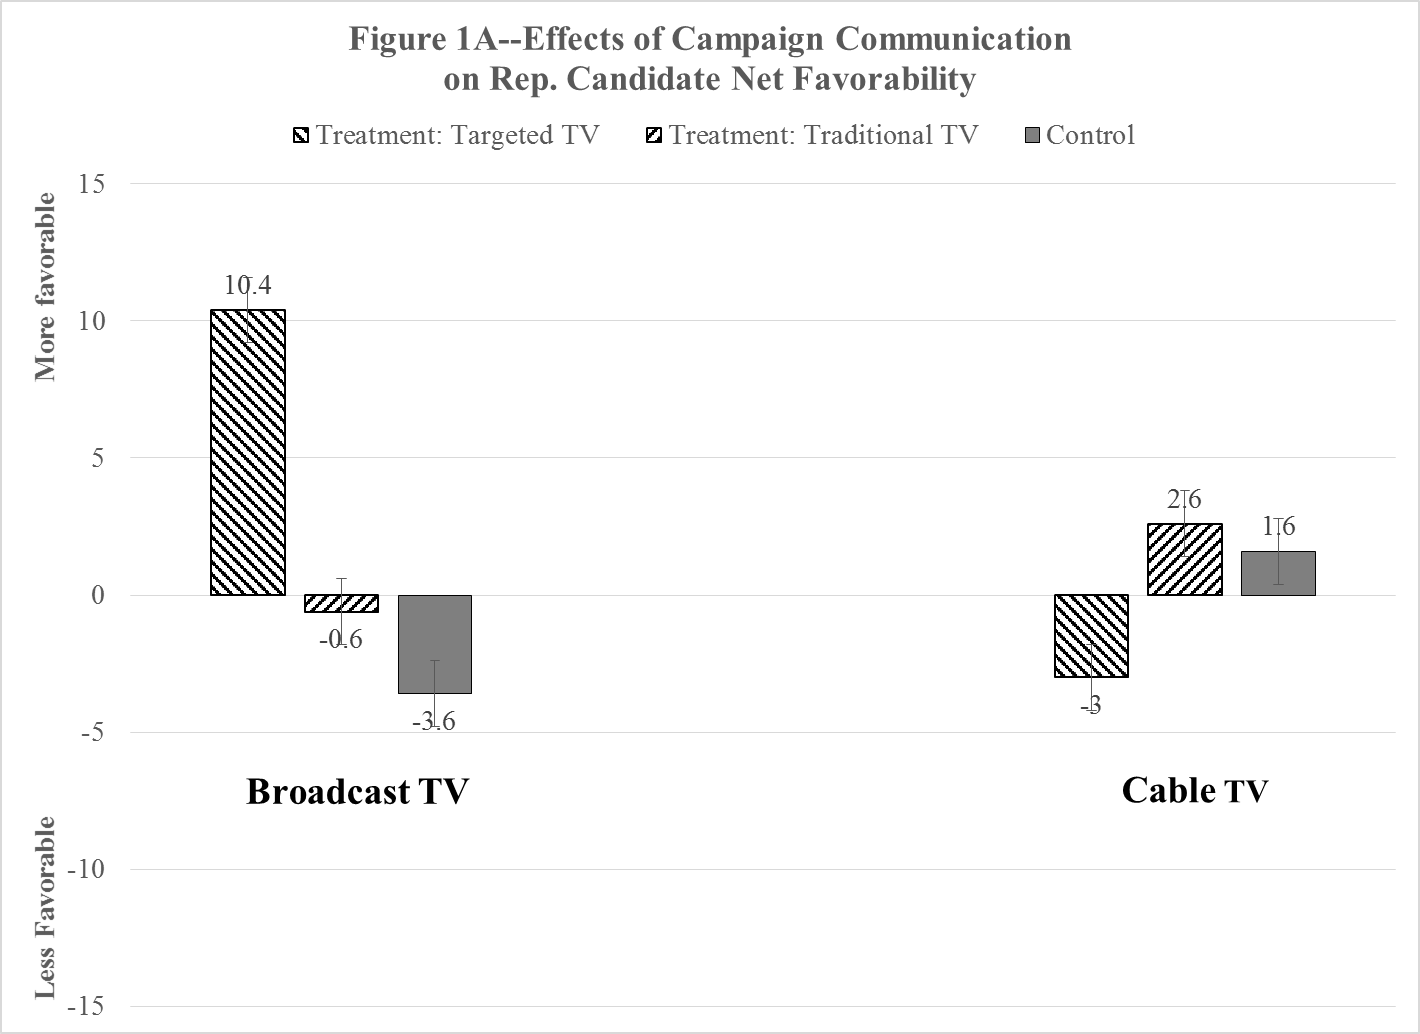 Figure 1A--Effects of Campaign Communication
on Rep. Candidate Net Favorability
Treatment: Targeted TV
Treatment: Traditional TV
Control
More favorable
Less Favorable
15
10
5
0
-5
-10
-15
10.4
-0.6
-3.6
-3
2.6
1.6
Broadcast TV
Cable TV